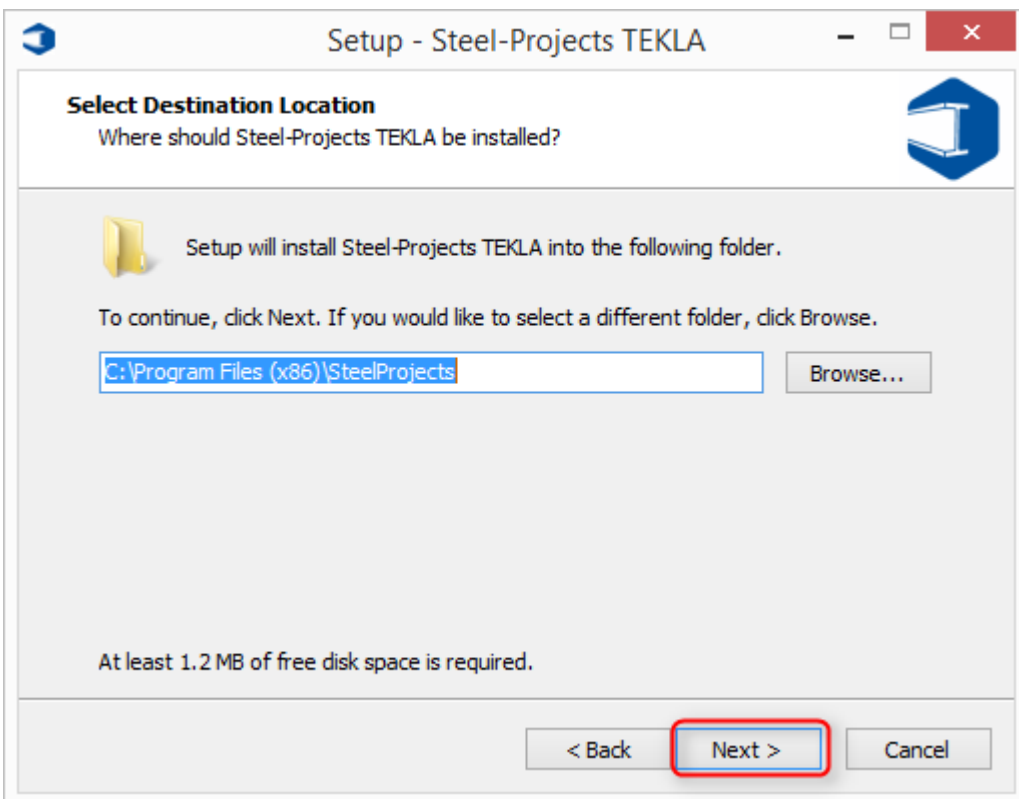 Setup - Steel-Projects TEKLA
Select Destination Location
Where should Steel-Projects TEKLA be installed?
Setup will install Steel-Projects TEKLA into the following folder.
To continue, click Next. If you would like to select a different folder, click Browse.
C:\Program Files (x86)\SteelProjects
Browse...
At least 1.2 MB of free disk space is required.
< Back
Next >
Cancel